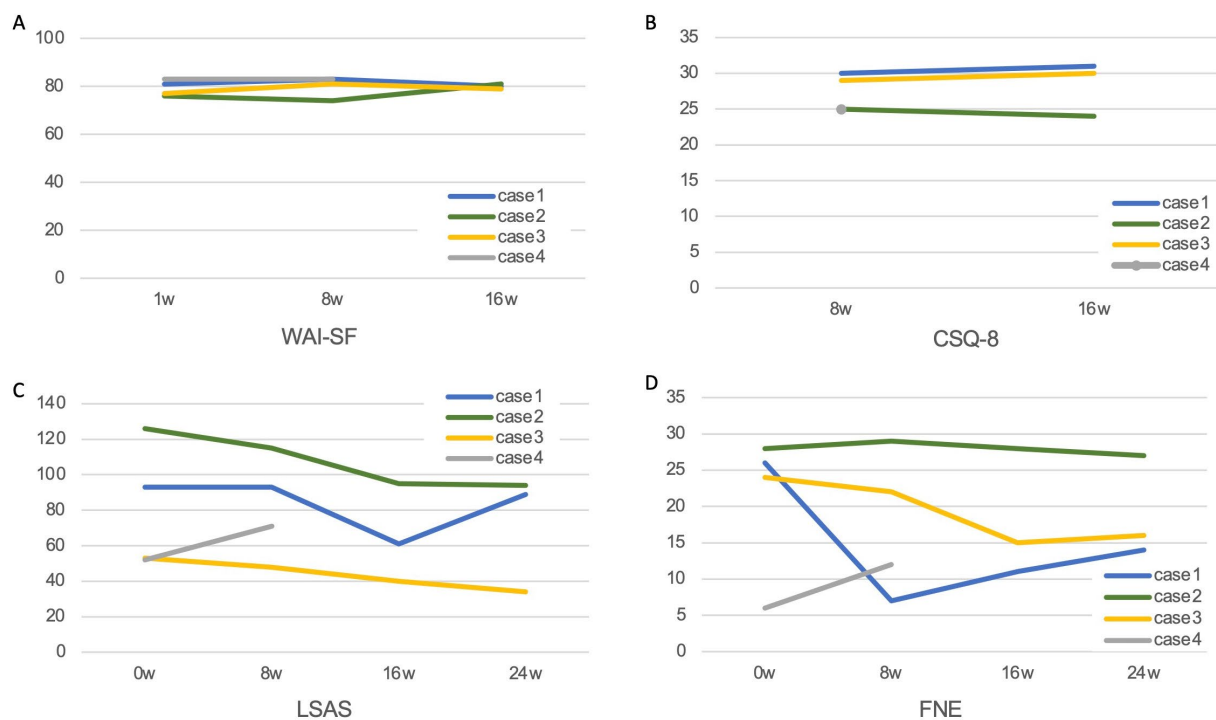 A
100
80
60
40
20
0
case1
case2
case3
case4
1w 8w 16w
WAI-SF
B
35
30
25
20
15
10
5
0
case1
case2
case3
case4
8w 16w
CSQ-8
C
140
120
100
80
60
40
20
0
case1
case2
case3
case4
0w 8w 16w 24w
LSAS
D
35
30
25
20
15
10
5
0
case1
case2
case3
case4
0w 8w 16w 24w
FNE